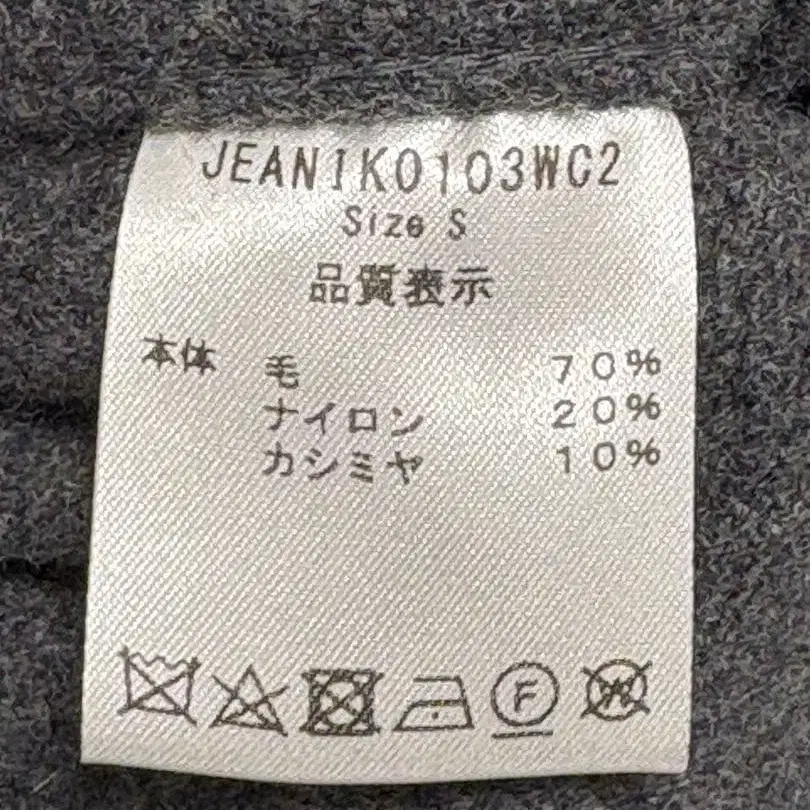 JEANIK0103WC2
Size S
品質表示
本体 毛 70%
ナイロン 20%
カシミヤ 10%
F W